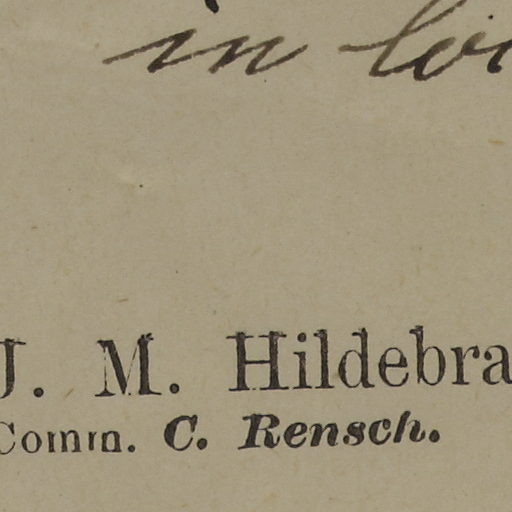 in
J. M. Hildebra
Comm. C. Rensch.